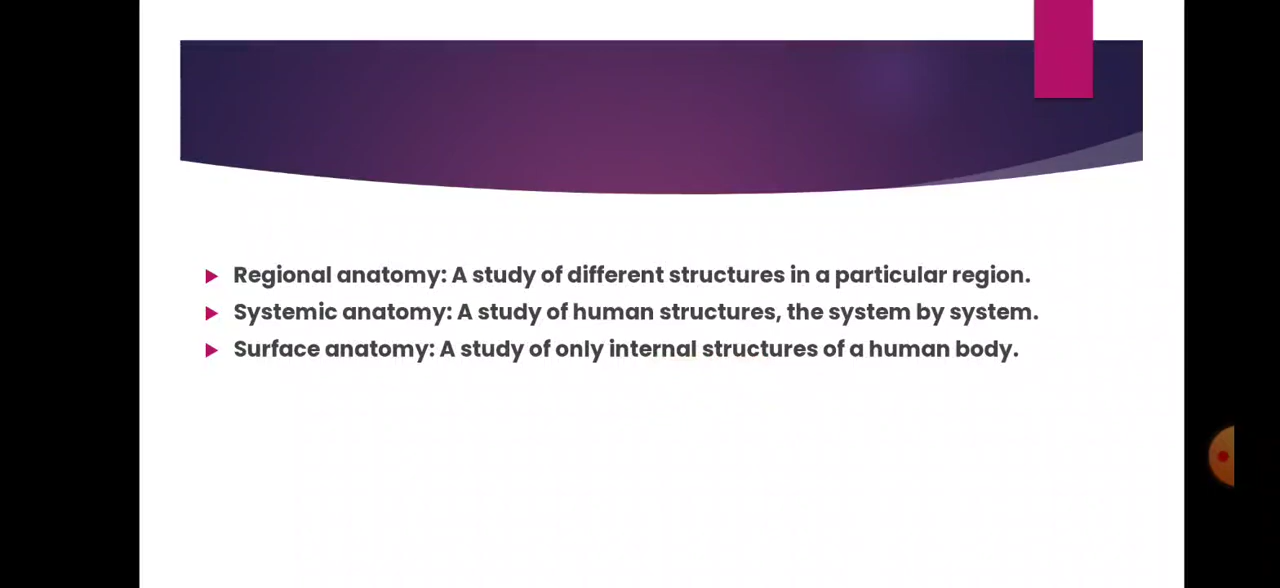 Regional anatomy: A study of different structures in a particular region.
Systemic anatomy: A study of human structures, the system by system.
Surface anatomy: A study of only internal structures of a human body.